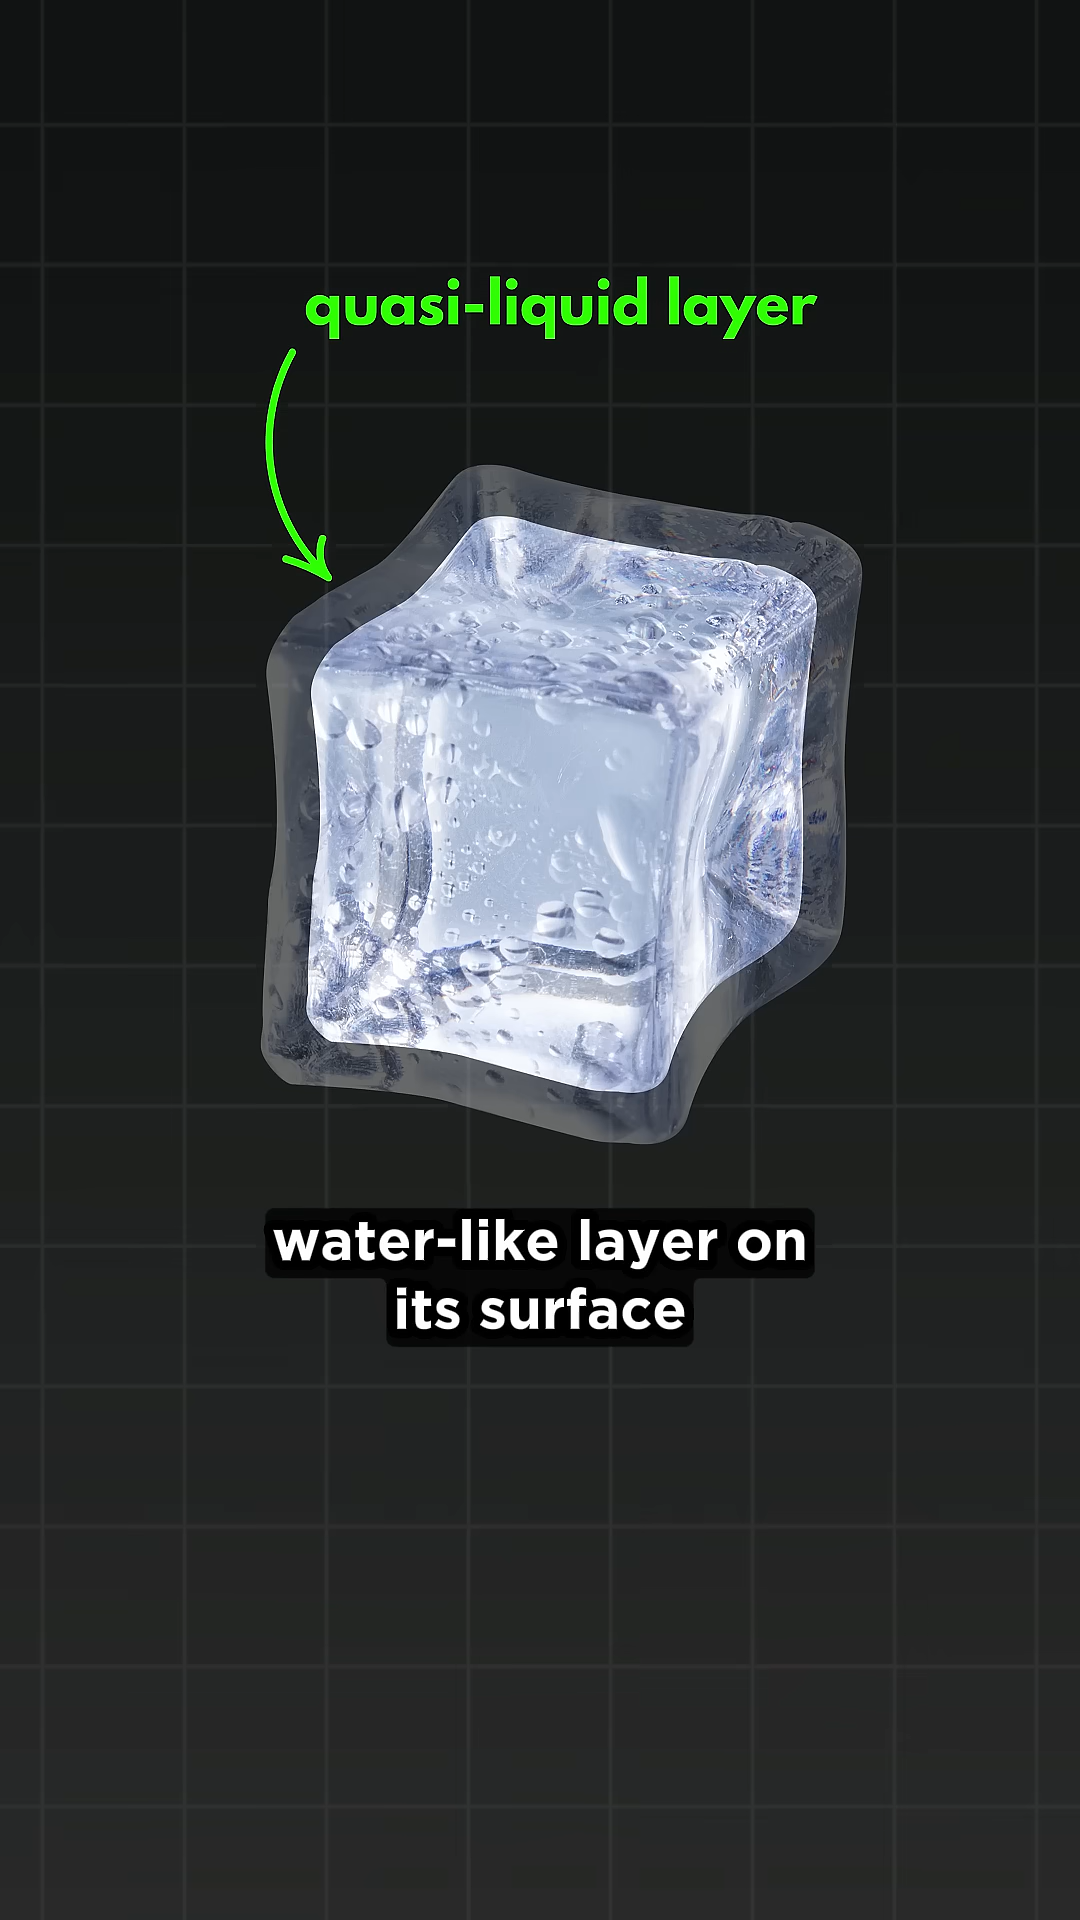 quasi-liquid layer
water-like layer on
its surface